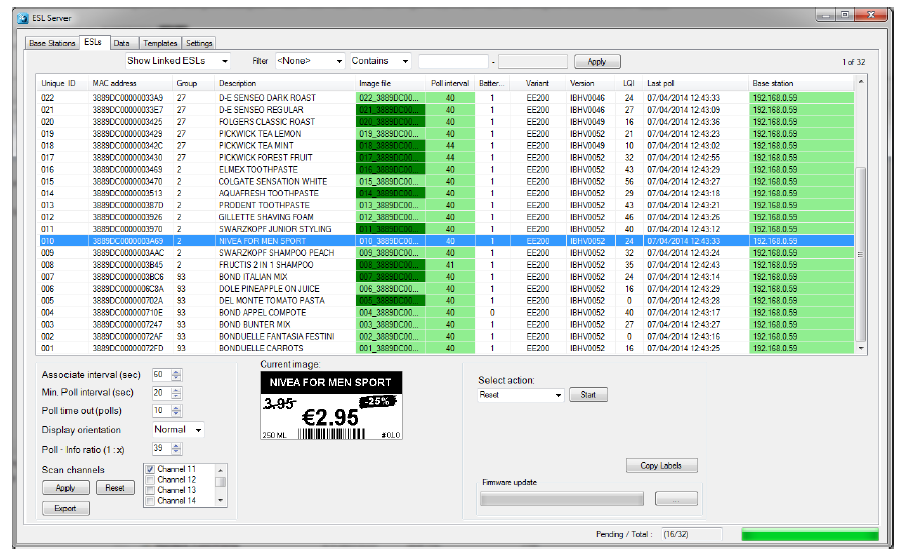 ESL Server
Base Stations ESLs Data Templates Settings
Show Linked ESLs Filter <None> Contains - Apply 1 of 32
Unique ID MAC address Group Description Image file Poll interval Batter... Variant Version LQI Last poll Base station
022 3889DC00000033A9 27 D-E SENSEO DARK ROAST 022_3889DC00... 40 1 EE200 IBHV0046 24 07/04/2014 12:43:33 192.168.0.59
021 3889DC00000033E7 27 D-E SENSEO REGULAR 021_3889DC00... 40 1 EE200 IBHV0046 24 07/04/2014 12:43:09 192.168.0.59
020 3889DC0000003425 27 FOLGERS CLASSIC ROAST 020_3889DC00... 40 1 EE200 IBHV0049 16 07/04/2014 12:43:36 192.168.0.59
019 3889DC0000003429 27 PICKWICK TEA LEMON 019_3889DC00... 40 1 EE200 IBHV0052 21 07/04/2014 12:43:23 192.168.0.59
018 3889DC000000342C 27 PICKWICK TEA MINT 018_3889DC00... 44 1 EE200 IBHV0049 10 07/04/2014 12:43:02 192.168.0.59
017 3889DC0000003430 27 PICKWICK FOREST FRUIT 017_3889DC00... 44 1 EE200 IBHV0052 32 07/04/2014 12:42:55 192.168.0.59
016 3889DC0000003469 2 ELMEX TOOTHPASTE 016_3889DC00... 40 1 EE200 IBHV0052 43 07/04/2014 12:43:29 192.168.0.59
015 3889DC0000003470 2 COLGATE SENSATION WHITE 015_3889DC00... 40 1 EE200 IBHV0052 56 07/04/2014 12:43:27 192.168.0.59
014 3889DC0000000513 2 AQUAFRESH TOOTHPASTE 014_3889DC00... 40 1 EE200 IBHV0052 29 07/04/2014 12:43:18 192.168.0.59
013 3889DC000000387D 2 PRODENT TOOTHPASTE 013_3889DC00... 40 1 EE200 IBHV0052 43 07/04/2014 12:43:21 192.168.0.59
012 3889DC0000003926 2 GILLETTE SHAVING FOAM 012_3889DC00... 40 1 EE200 IBHV0052 46 07/04/2014 12:43:26 192.168.0.59
011 3889DC0000003970 2 SWARZKOPF JUNIOR STYLING 011_3889DC00... 40 1 EE200 IBHV0052 40 07/04/2014 12:43:12 192.168.0.59
010 3889DC0000003A69 2 NIVEA FOR MEN SPORT 010_3889DC00... 40 1 EE200 IBHV0052 24 07/04/2014 12:43:33 192.168.0.59
009 3889DC0000003AAC 2 SWARZKOPF SHAMPOO PEACH 009_3889DC00... 40 1 EE200 IBHV0052 32 07/04/2014 12:43:24 192.168.0.59
008 3889DC0000003B45 2 FRUCTIS 2 IN 1 SHAMPOO 008_3889DC00... 41 1 EE200 IBHV0052 35 07/04/2014 12:42:43 192.168.0.59
007 3889DC0000003BC6 93 BOND ITALIAN MIX 007_3889DC00... 40 1 EE200 IBHV0052 24 07/04/2014 12:43:14 192.168.0.59
006 3889DC0000006C8A 93 DOLE PINEAPPLE ON JUICE 006_3889DC00... 40 1 EE200 IBHV0052 16 07/04/2014 12:43:29 192.168.0.59
005 3889DC000000702A 93 DEL MONTE TOMATO PASTA 005_3889DC00... 40 1 EE200 IBHV0052 0 07/04/2014 12:43:28 192.168.0.59
004 3889DC000000710E 93 BOND APPEL COMPOTE 004_3889DC00... 40 0 EE200 IBHV0052 40 07/04/2014 12:43:17 192.168.0.59
003 3889DC0000007247 93 BOND BUNTER MIX 003_3889DC00... 40 1 EE200 IBHV0052 27 07/04/2014 12:43:27 192.168.0.59
002 3889DC00000072AF 93 BONDUELLE FANTASIA FESTINI 002_3889DC00... 40 1 EE200 IBHV0052 0 07/04/2014 12:43:16 192.168.0.59
001 3889DC00000072FD 93 BONDUELLE CARROTS 001_3889DC00... 40 1 EE200 IBHV0052 16 07/04/2014 12:43:25 192.168.0.59
Associate interval (sec) 60
Min. Poll interval (sec) 20
Poll time out (polls) 10
Display orientation Normal
Poll - Info ratio (1 : x) 39
Scan channels Channel 11
Channel 12
Channel 13
Channel 14
Apply Reset
Export
Current image:
NIVEA FOR MEN SPORT
3.95 -25%
€2.95
250 ML #010
Select action:
Reset Start
Copy Labels
Firmware update
...
Pending / Total : (16/32)